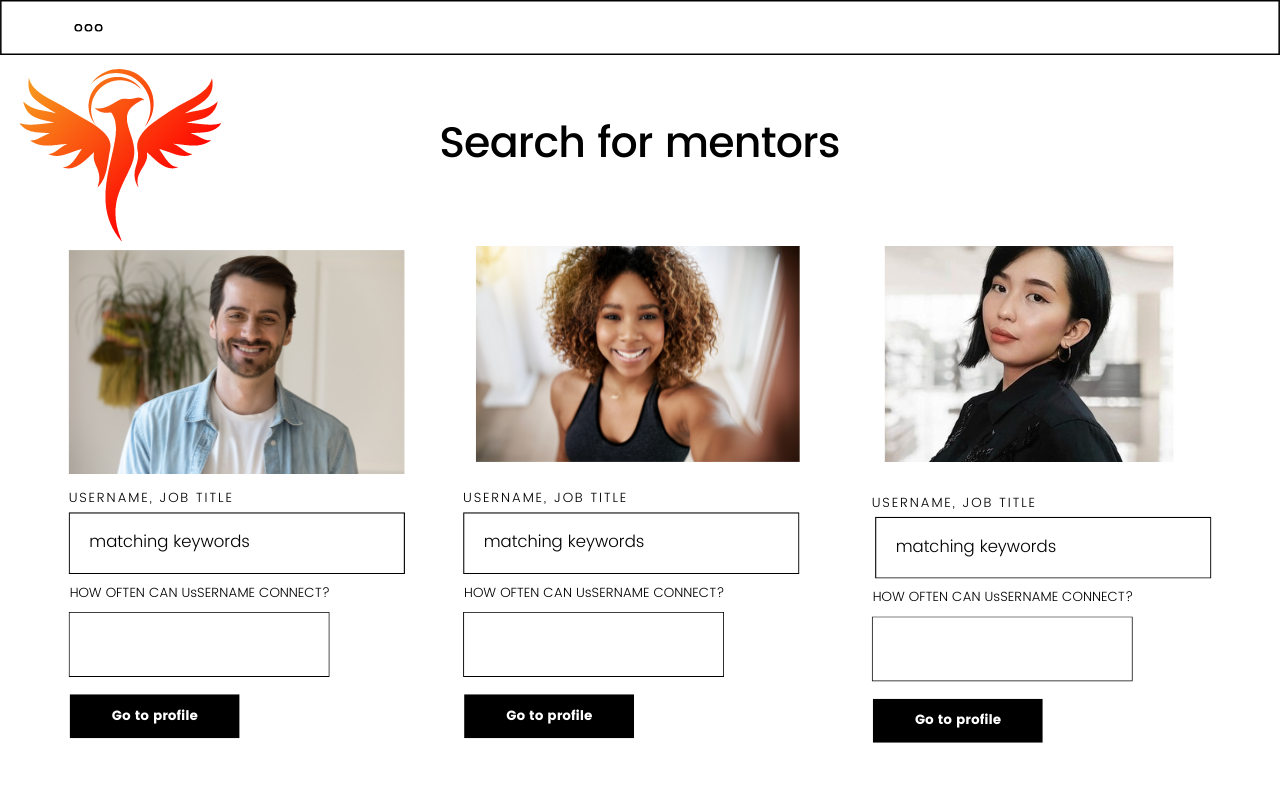 Search for mentors
USERNAME, JOB TITLE
matching keywords
HOW OFTEN CAN UsSERNAME CONNECT?
Go to profile
USERNAME, JOB TITLE
matching keywords
HOW OFTEN CAN UsSERNAME CONNECT?
Go to profile
USERNAME, JOB TITLE
matching keywords
HOW OFTEN CAN UsSERNAME CONNECT?
Go to profile